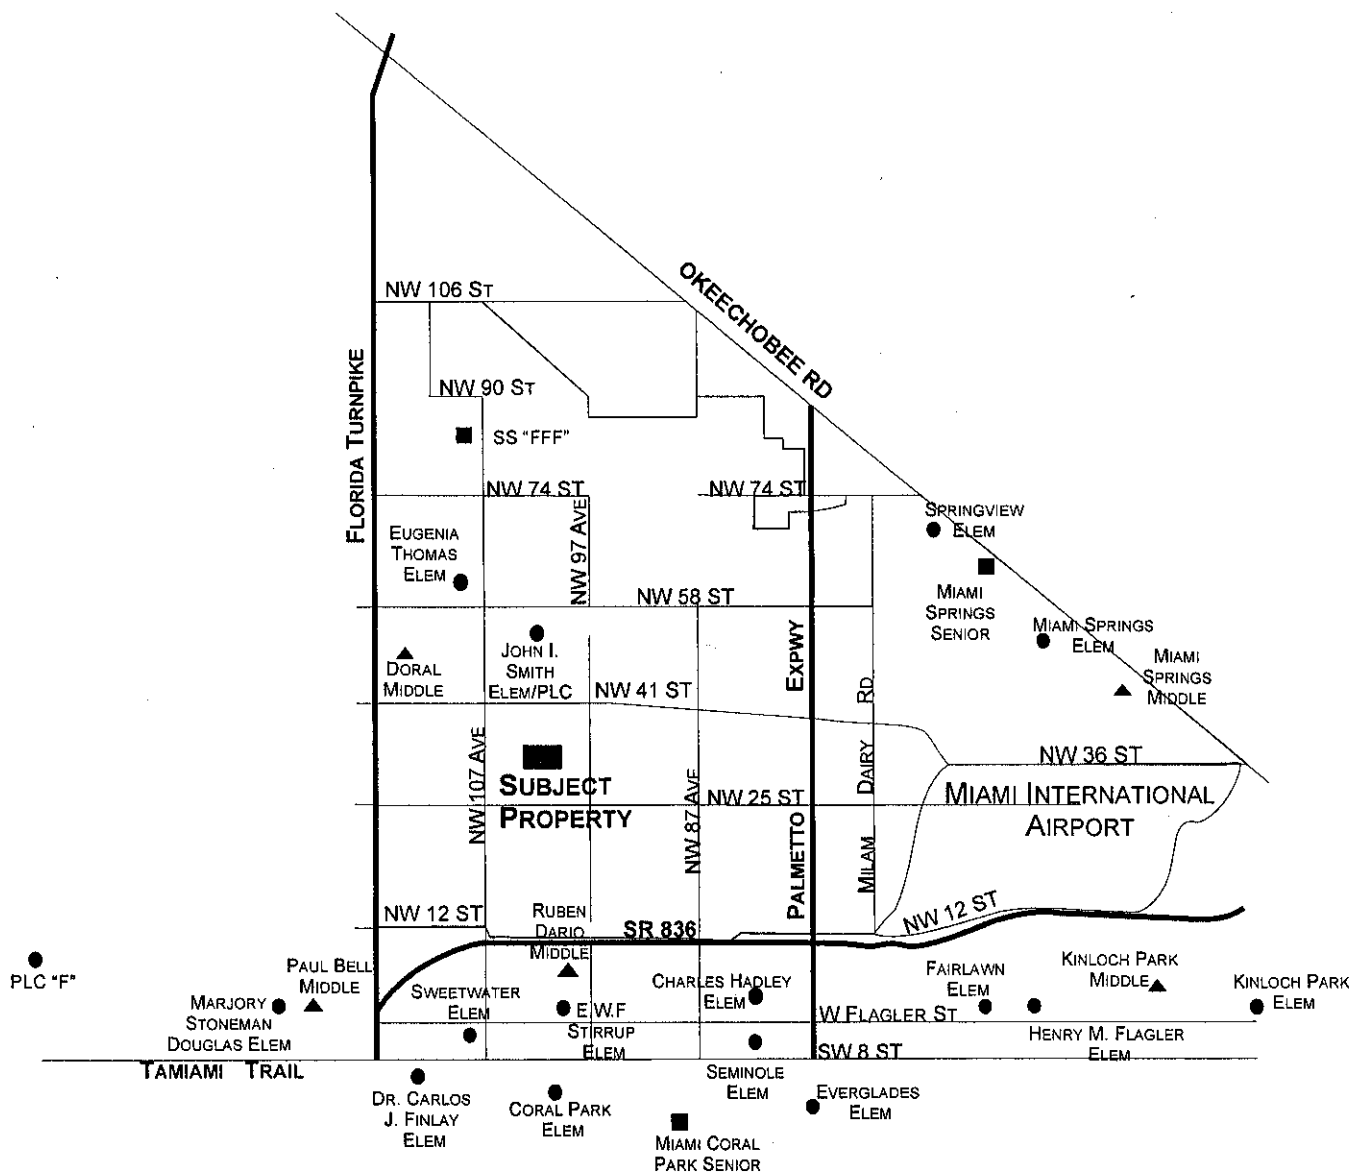 OKEECHOBEE RD
NW 106 ST
FLORIDA TURNPIKE
NW 90 ST
SS "FFF"
NW 74 ST
NW 74 ST
NW 97 AVE
EUGENIA
THOMAS
ELEM
SPRINGVIEW
ELEM
MIAMI
SPRINGS
SENIOR
NW 58 ST
MIAMI SPRINGS
ELEM
MIAMI
SPRINGS
MIDDLE
JOHN I.
SMITH
ELEM/PLC
DORAL
MIDDLE
NW 41 ST
PALMETTO EXPWY
MILAM DAIRY RD
NW 107 AVE
NW 87 AVE
SUBJECT
PROPERTY
NW 36 ST
NW 25 ST
MIAMI INTERNATIONAL
AIRPORT
NW 12 ST
RUBEN
DARIO
MIDDLE
SR 836
NW 12 ST
PLC "F"
PAUL BELL
MIDDLE
MARJORY
STONEMAN
DOUGLAS ELEM
SWEETWATER
ELEM
E.W.F
STIRRUP
ELEM
CHARLES HADLEY
ELEM
FAIRLAWN
ELEM
KINLOCH PARK
MIDDLE
KINLOCH PARK
ELEM
W FLAGLER ST
HENRY M. FLAGLER
ELEM
SW 8 ST
TAMIAMI TRAIL
DR. CARLOS
J. FINLAY
ELEM
CORAL PARK
ELEM
SEMINOLE
ELEM
EVERGLADES
ELEM
MIAMI CORAL
PARK SENIOR